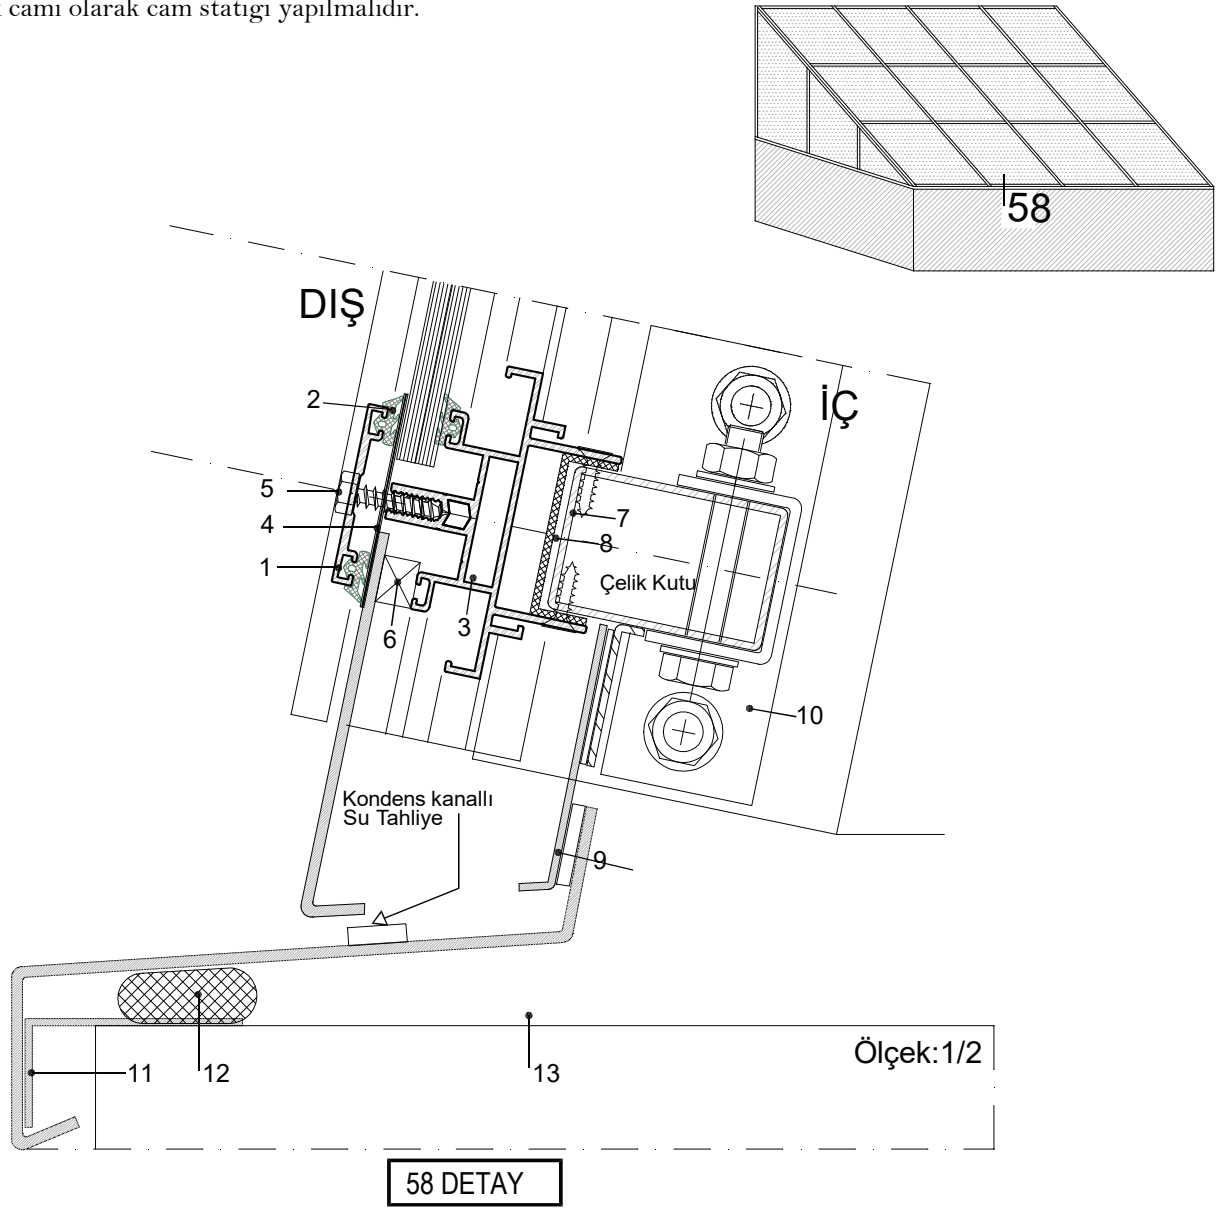 camı olarak cam statiği yapılmalıdır.
58
DIŞ
İÇ
2
5
4
1
7
8
Çelik Kutu
6
3
10
Kondens kanallı
Su Tahliye
9
Ölçek:1/2
11
12
13
58 DETAY